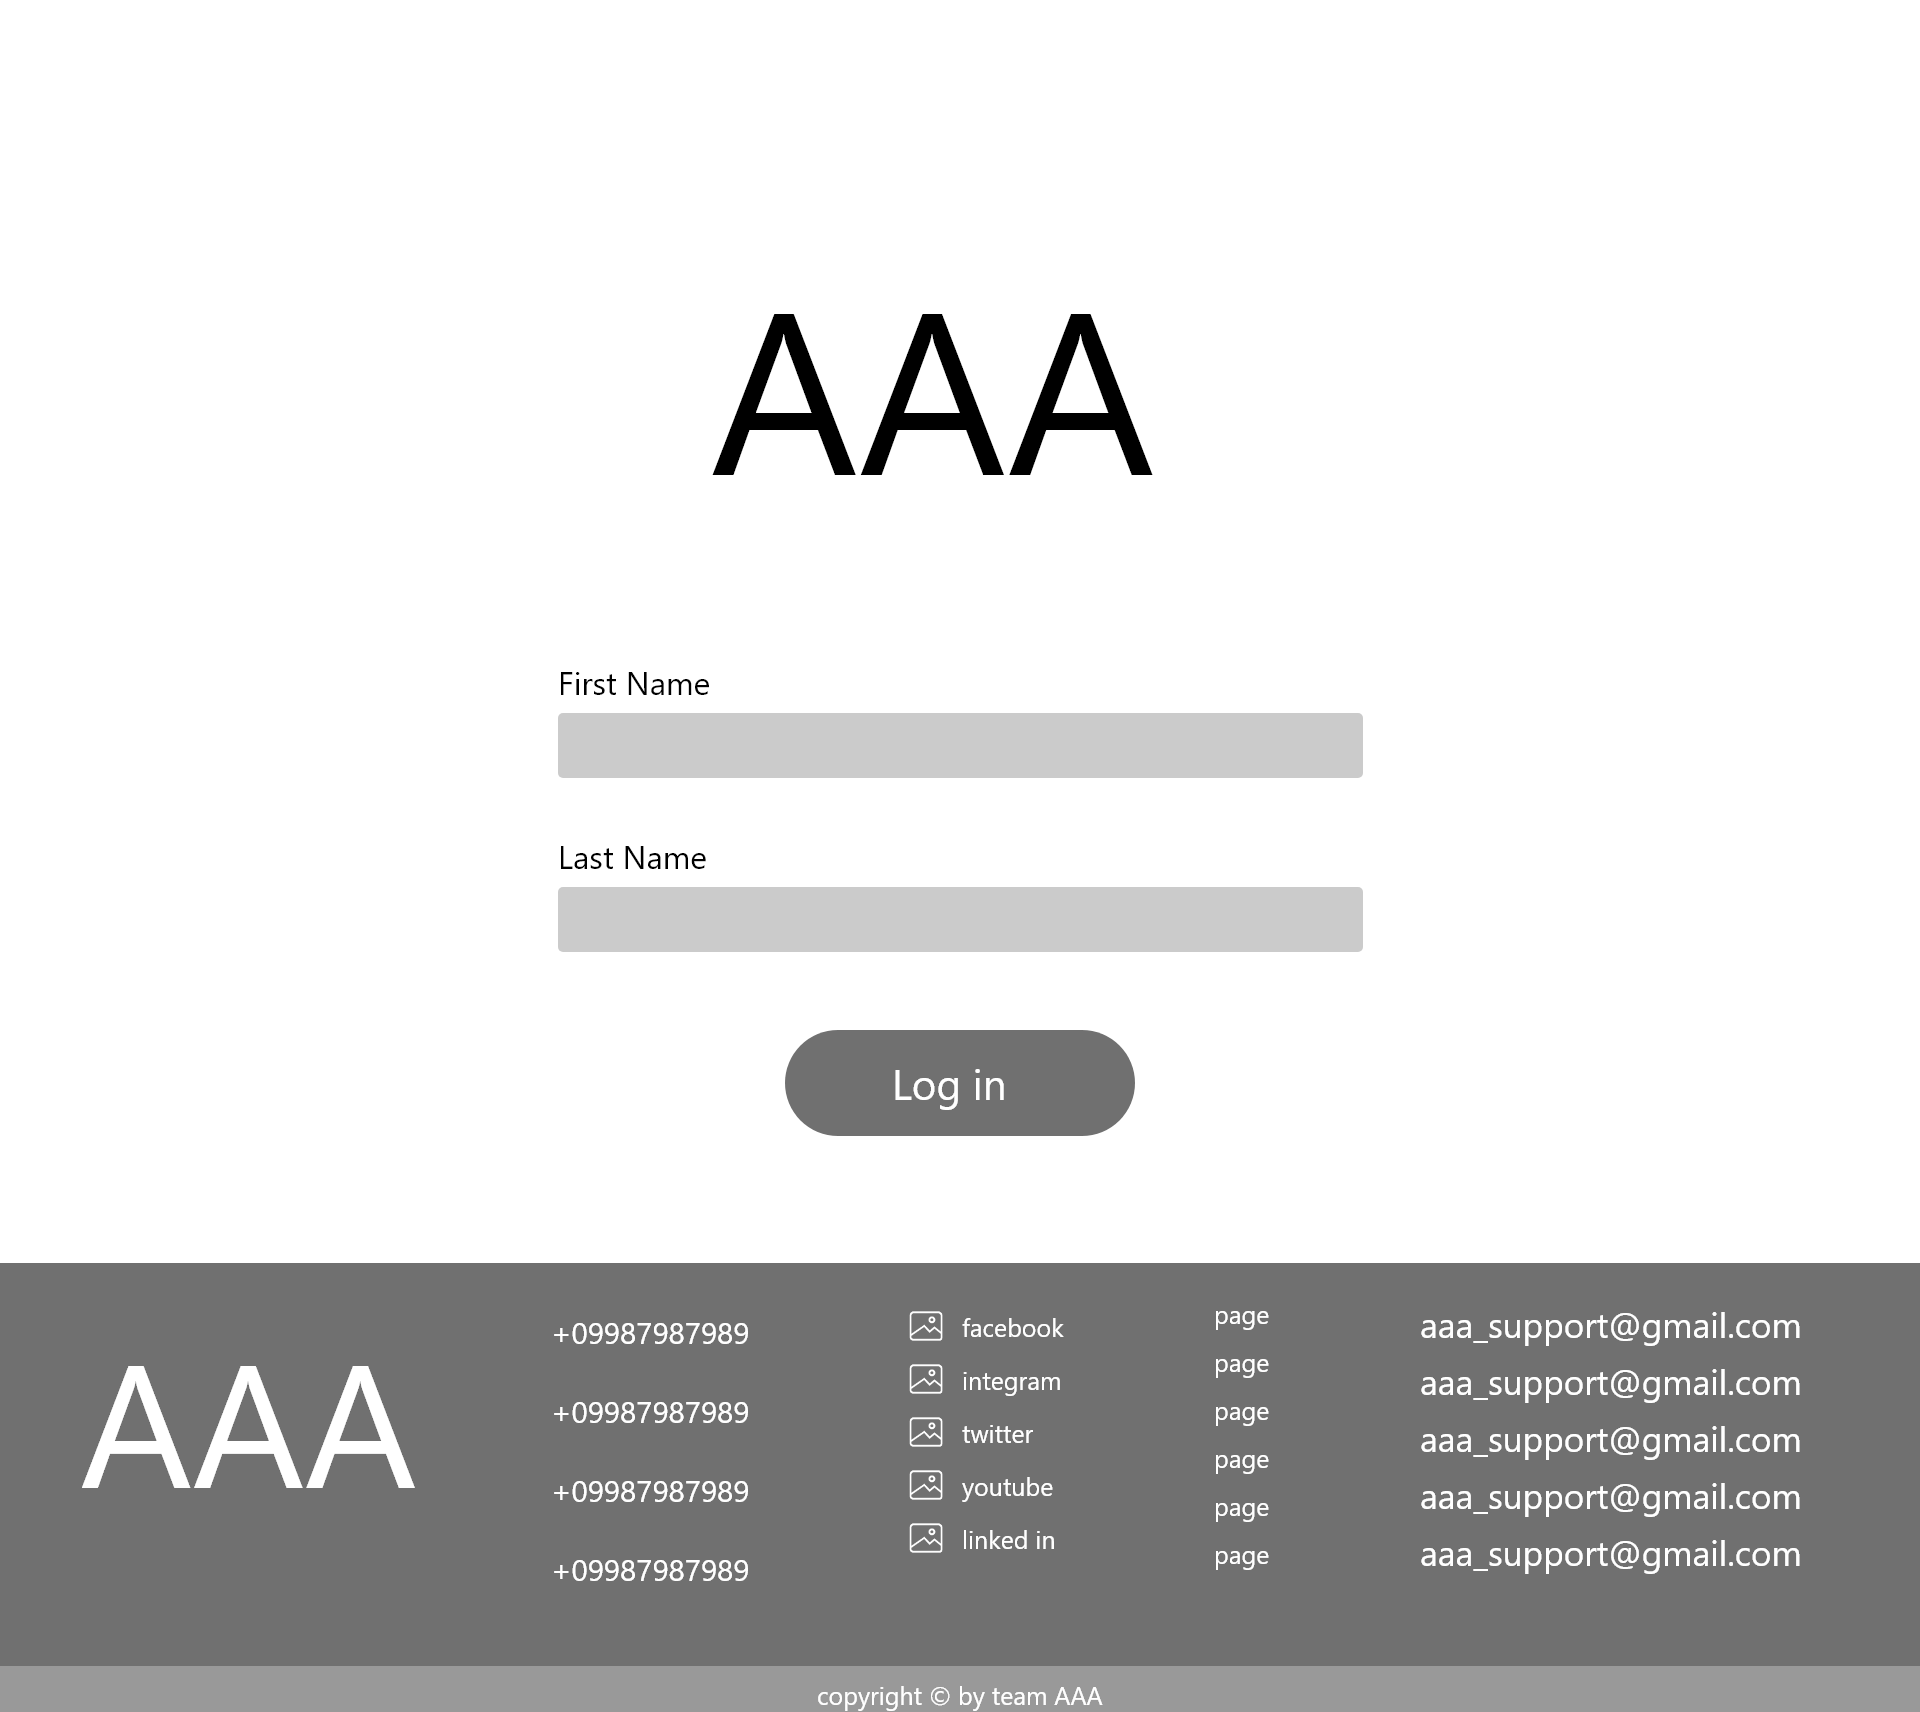 AAA
First Name
Last Name
Log in
AAA
+09987987989
+09987987989
+09987987989
+09987987989
facebook
integram
twitter
youtube
linked in
page
page
page
page
page
page
aaa_support@gmail.com
aaa_support@gmail.com
aaa_support@gmail.com
aaa_support@gmail.com
aaa_support@gmail.com
copyright © by team AAA